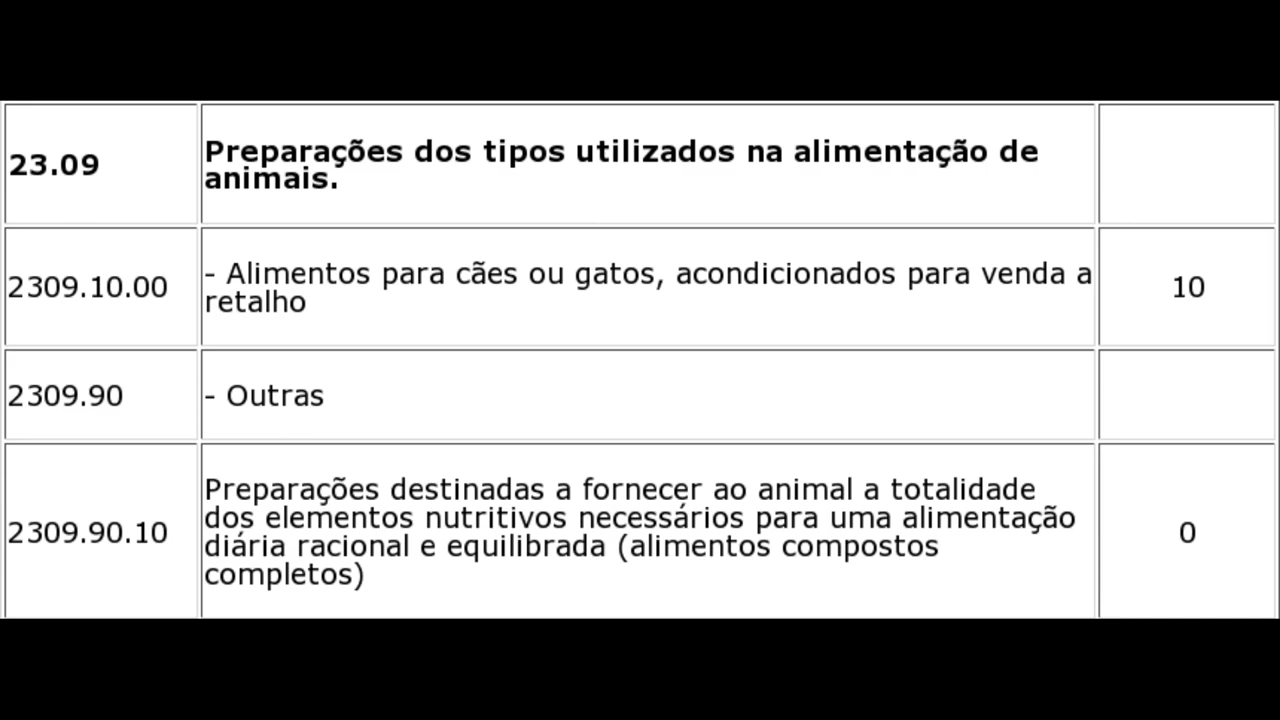 23.09
Preparações dos tipos utilizados na alimentação de
animais.
2309.10.00
- Alimentos para cães ou gatos, acondicionados para venda a
retalho
10
2309.90
- Outras
2309.90.10
Preparações destinadas a fornecer ao animal a totalidade
dos elementos nutritivos necessários para uma alimentação
diária racional e equilibrada (alimentos compostos
completos)
0